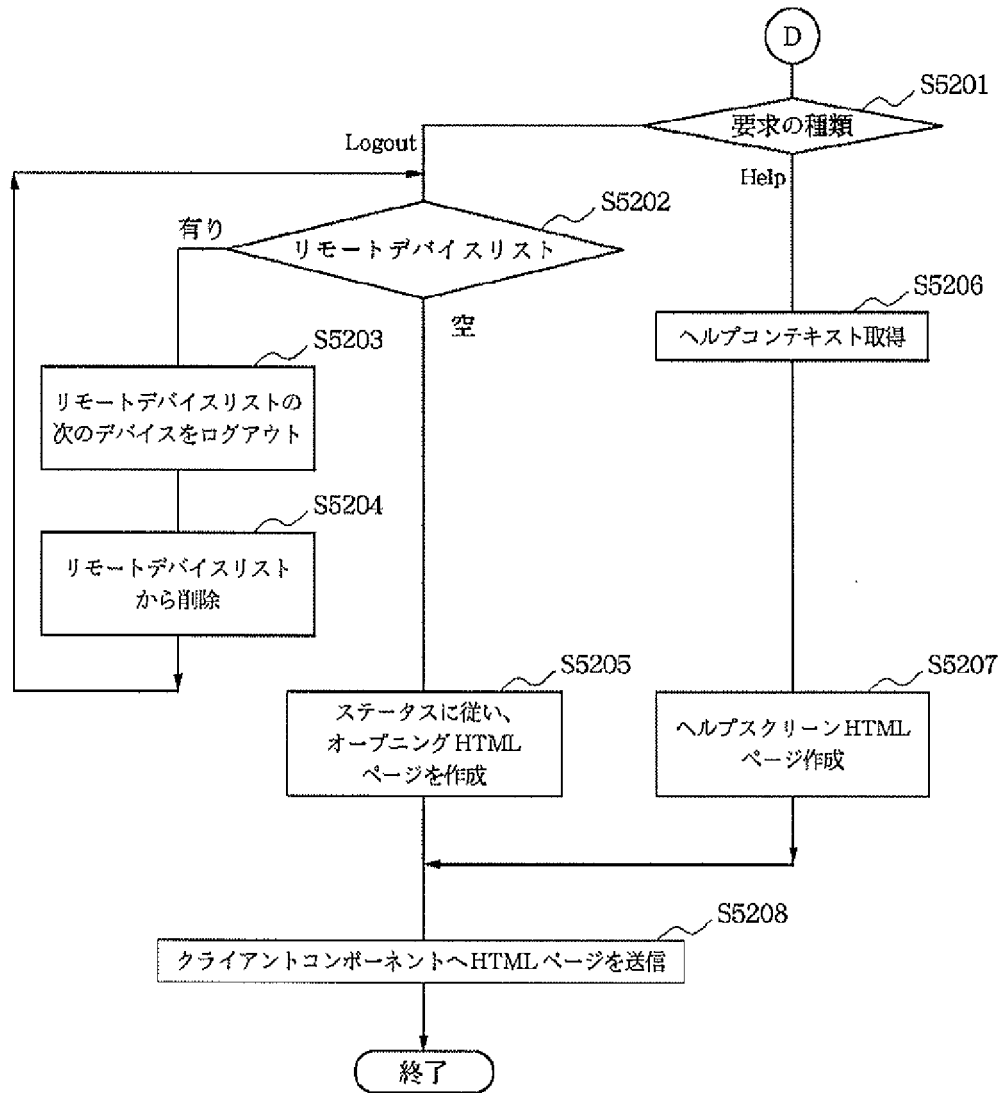 D
S5201
要求の種類
Logout
Help
S5202
有り
リモートデバイスリスト
空
S5206
ヘルプコンテキスト取得
S5203
リモートデバイスリストの
次のデバイスをログアウト
S5204
リモートデバイスリスト
から削除
S5205
ステータスに従い、
オープニングHTML
ページを作成
S5207
ヘルプスクリーンHTML
ページ作成
S5208
クライアントコンポーネントへHTMLページを送信
終了